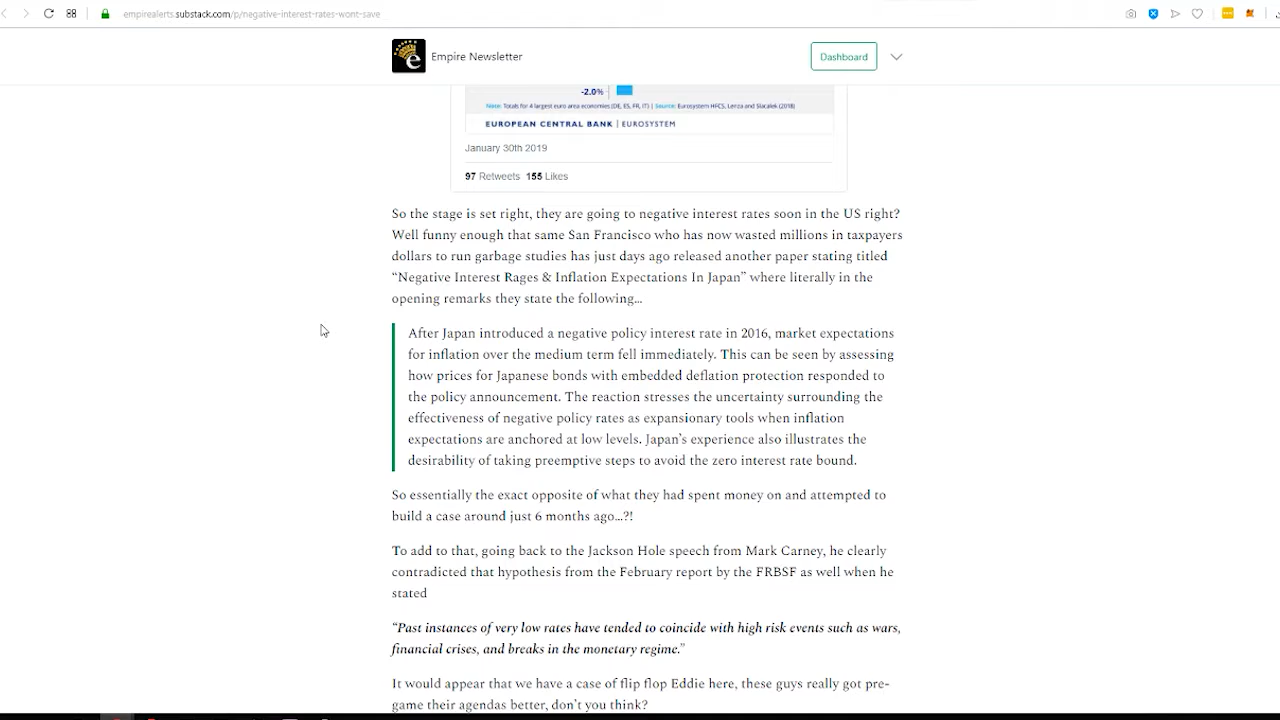 empirealerts.substack.com/p/negative-interest-rates-wont-save
Empire Newsletter
Dashboard
-2.0%
Note: Totals for 4 largest euro area economies (DE, ES, FR, IT) | Source: Eurosystem HFCS, Lenza and Slacalek (2018)
EUROPEAN CENTRAL BANK | EUROSYSTEM
January 30th 2019
97 Retweets 155 Likes
So the stage is set right, they are going to negative interest rates soon in the US right?
Well funny enough that same San Francisco who has now wasted millions in taxpayers
dollars to run garbage studies has just days ago released another paper stating titled
“Negative Interest Rages & Inflation Expectations In Japan” where literally in the
opening remarks they state the following…
After Japan introduced a negative policy interest rate in 2016, market expectations
for inflation over the medium term fell immediately. This can be seen by assessing
how prices for Japanese bonds with embedded deflation protection responded to
the policy announcement. The reaction stresses the uncertainty surrounding the
effectiveness of negative policy rates as expansionary tools when inflation
expectations are anchored at low levels. Japan’s experience also illustrates the
desirability of taking preemptive steps to avoid the zero interest rate bound.
So essentially the exact opposite of what they had spent money on and attempted to
build a case around just 6 months ago…?!
To add to that, going back to the Jackson Hole speech from Mark Carney, he clearly
contradicted that hypothesis from the February report by the FRBSF as well when he
stated
“Past instances of very low rates have tended to coincide with high risk events such as wars,
financial crises, and breaks in the monetary regime.”
It would appear that we have a case of flip flop Eddie here, these guys really got pre-
game their agendas better, don’t you think?